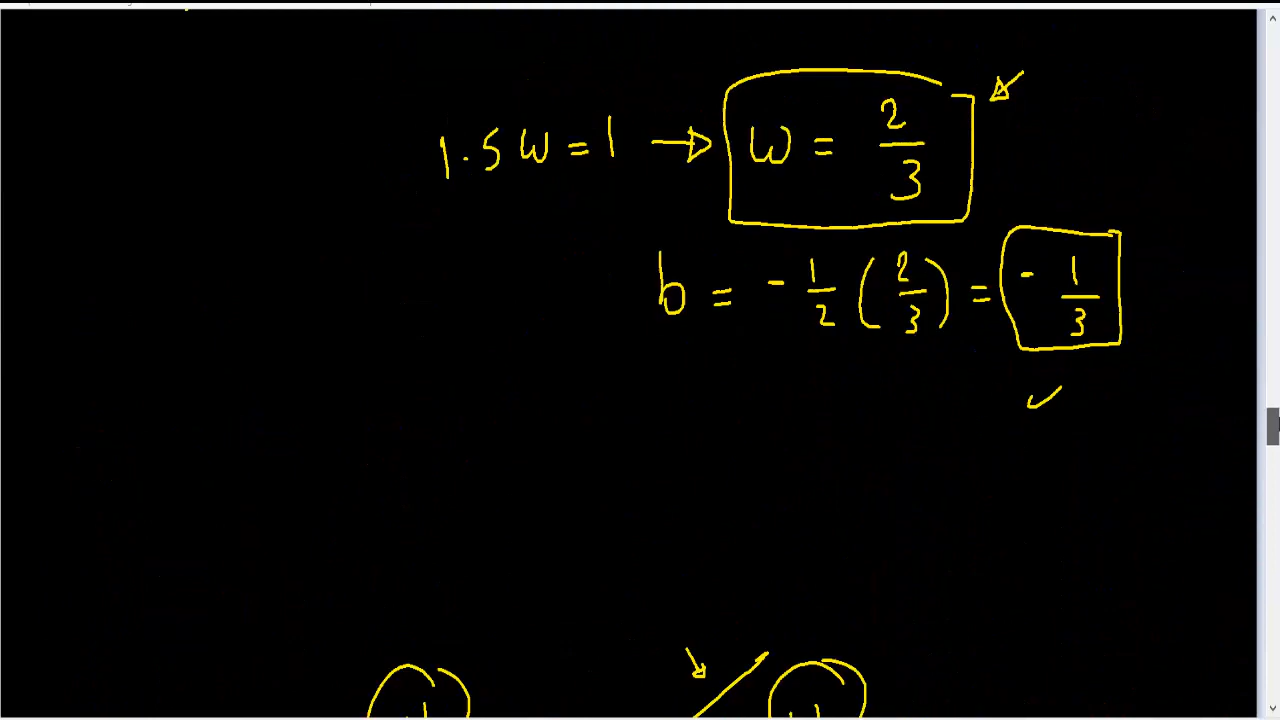 1.5 W = 1 → W = 2/3
b = - 1/2 ( 2/3 ) = - 1/3